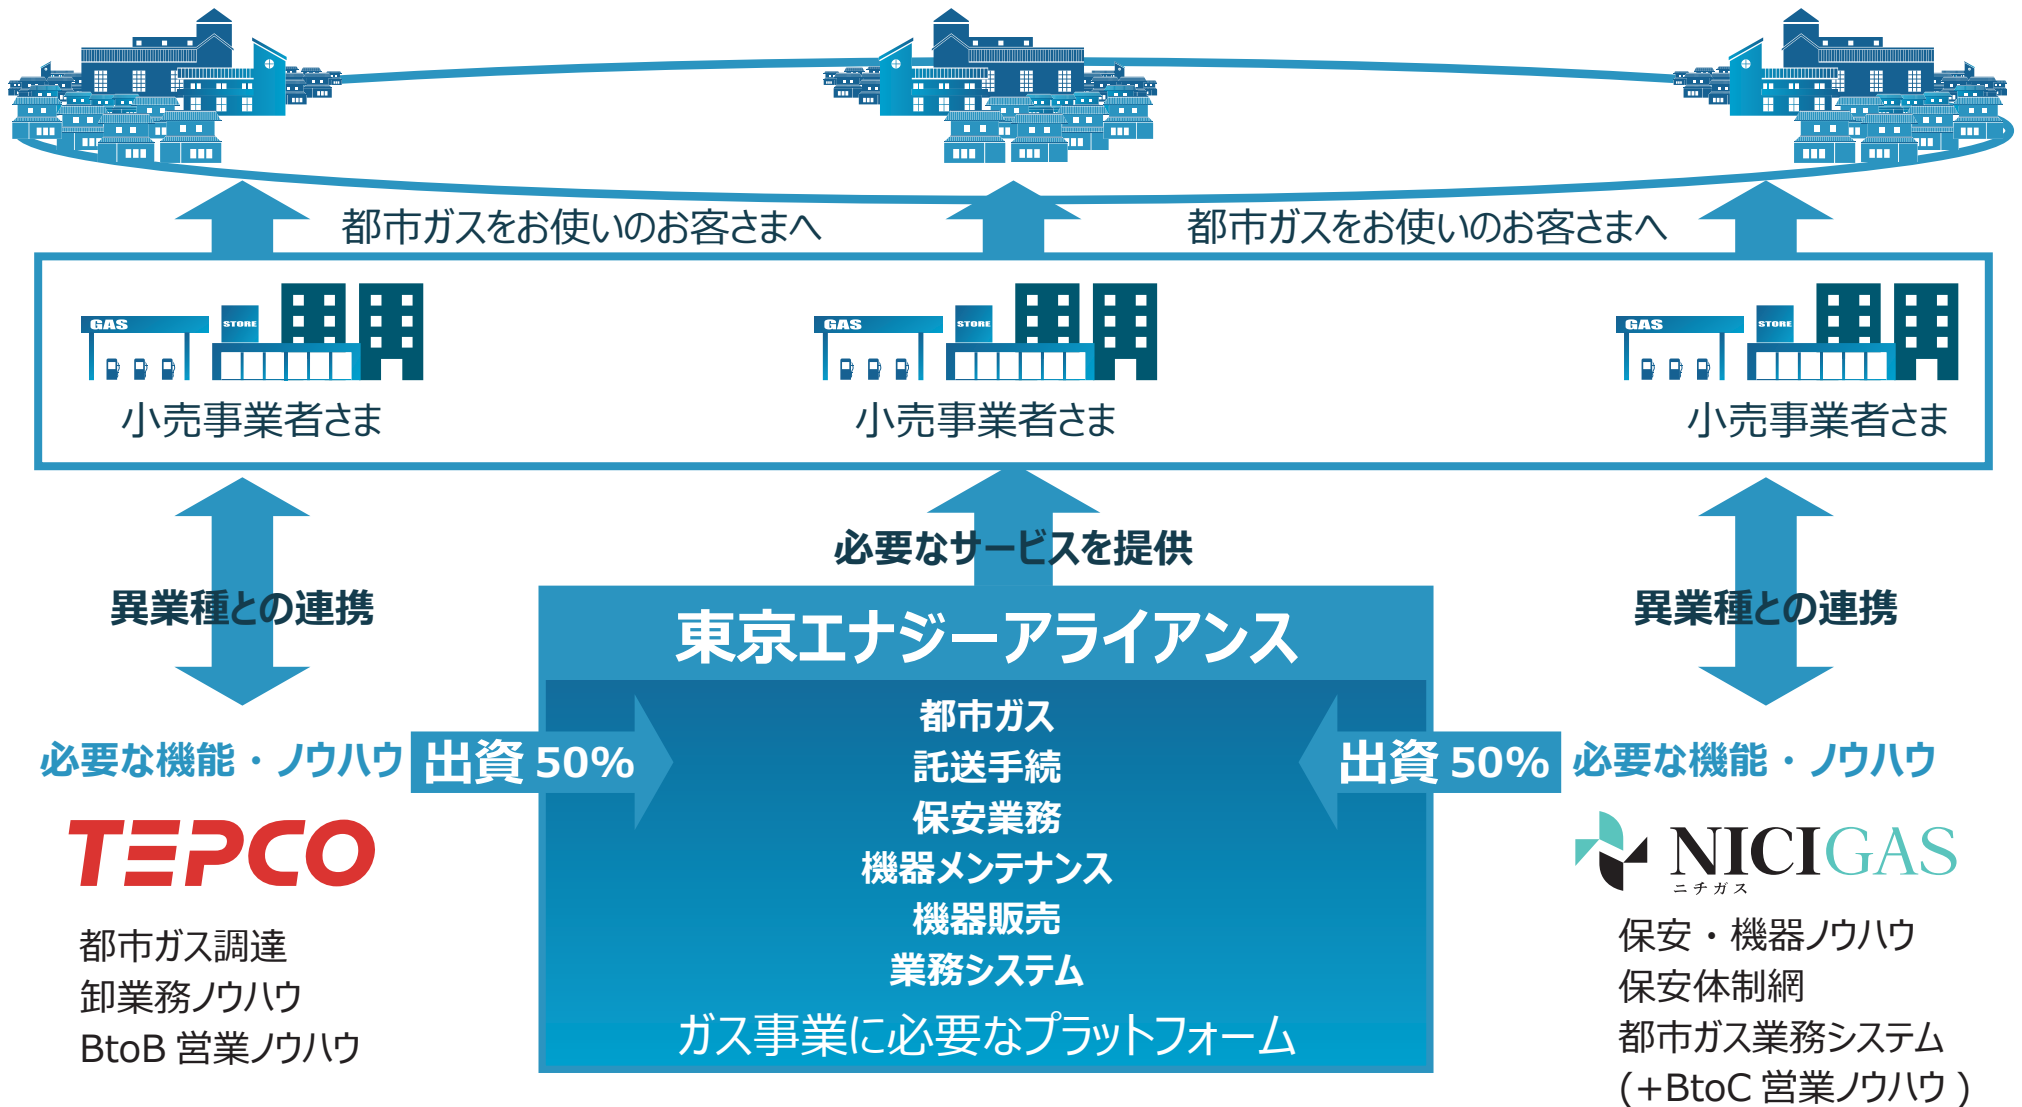 都市ガスをお使いのお客さまへ
都市ガスをお使いのお客さまへ
GAS
STORE
小売事業者さま
GAS
STORE
小売事業者さま
GAS
STORE
小売事業者さま
異業種との連携
必要なサービスを提供
異業種との連携
東京エナジーアライアンス
都市ガス
託送手続
保安業務
機器メンテナンス
機器販売
業務システム
ガス事業に必要なプラットフォーム
必要な機能・ノウハウ
出資 50%
TEPCO
都市ガス調達
卸業務ノウハウ
BtoB 営業ノウハウ
出資 50%
必要な機能・ノウハウ
NICIGAS
ニチガス
保安・機器ノウハウ
保安体制網
都市ガス業務システム
(+BtoC 営業ノウハウ )